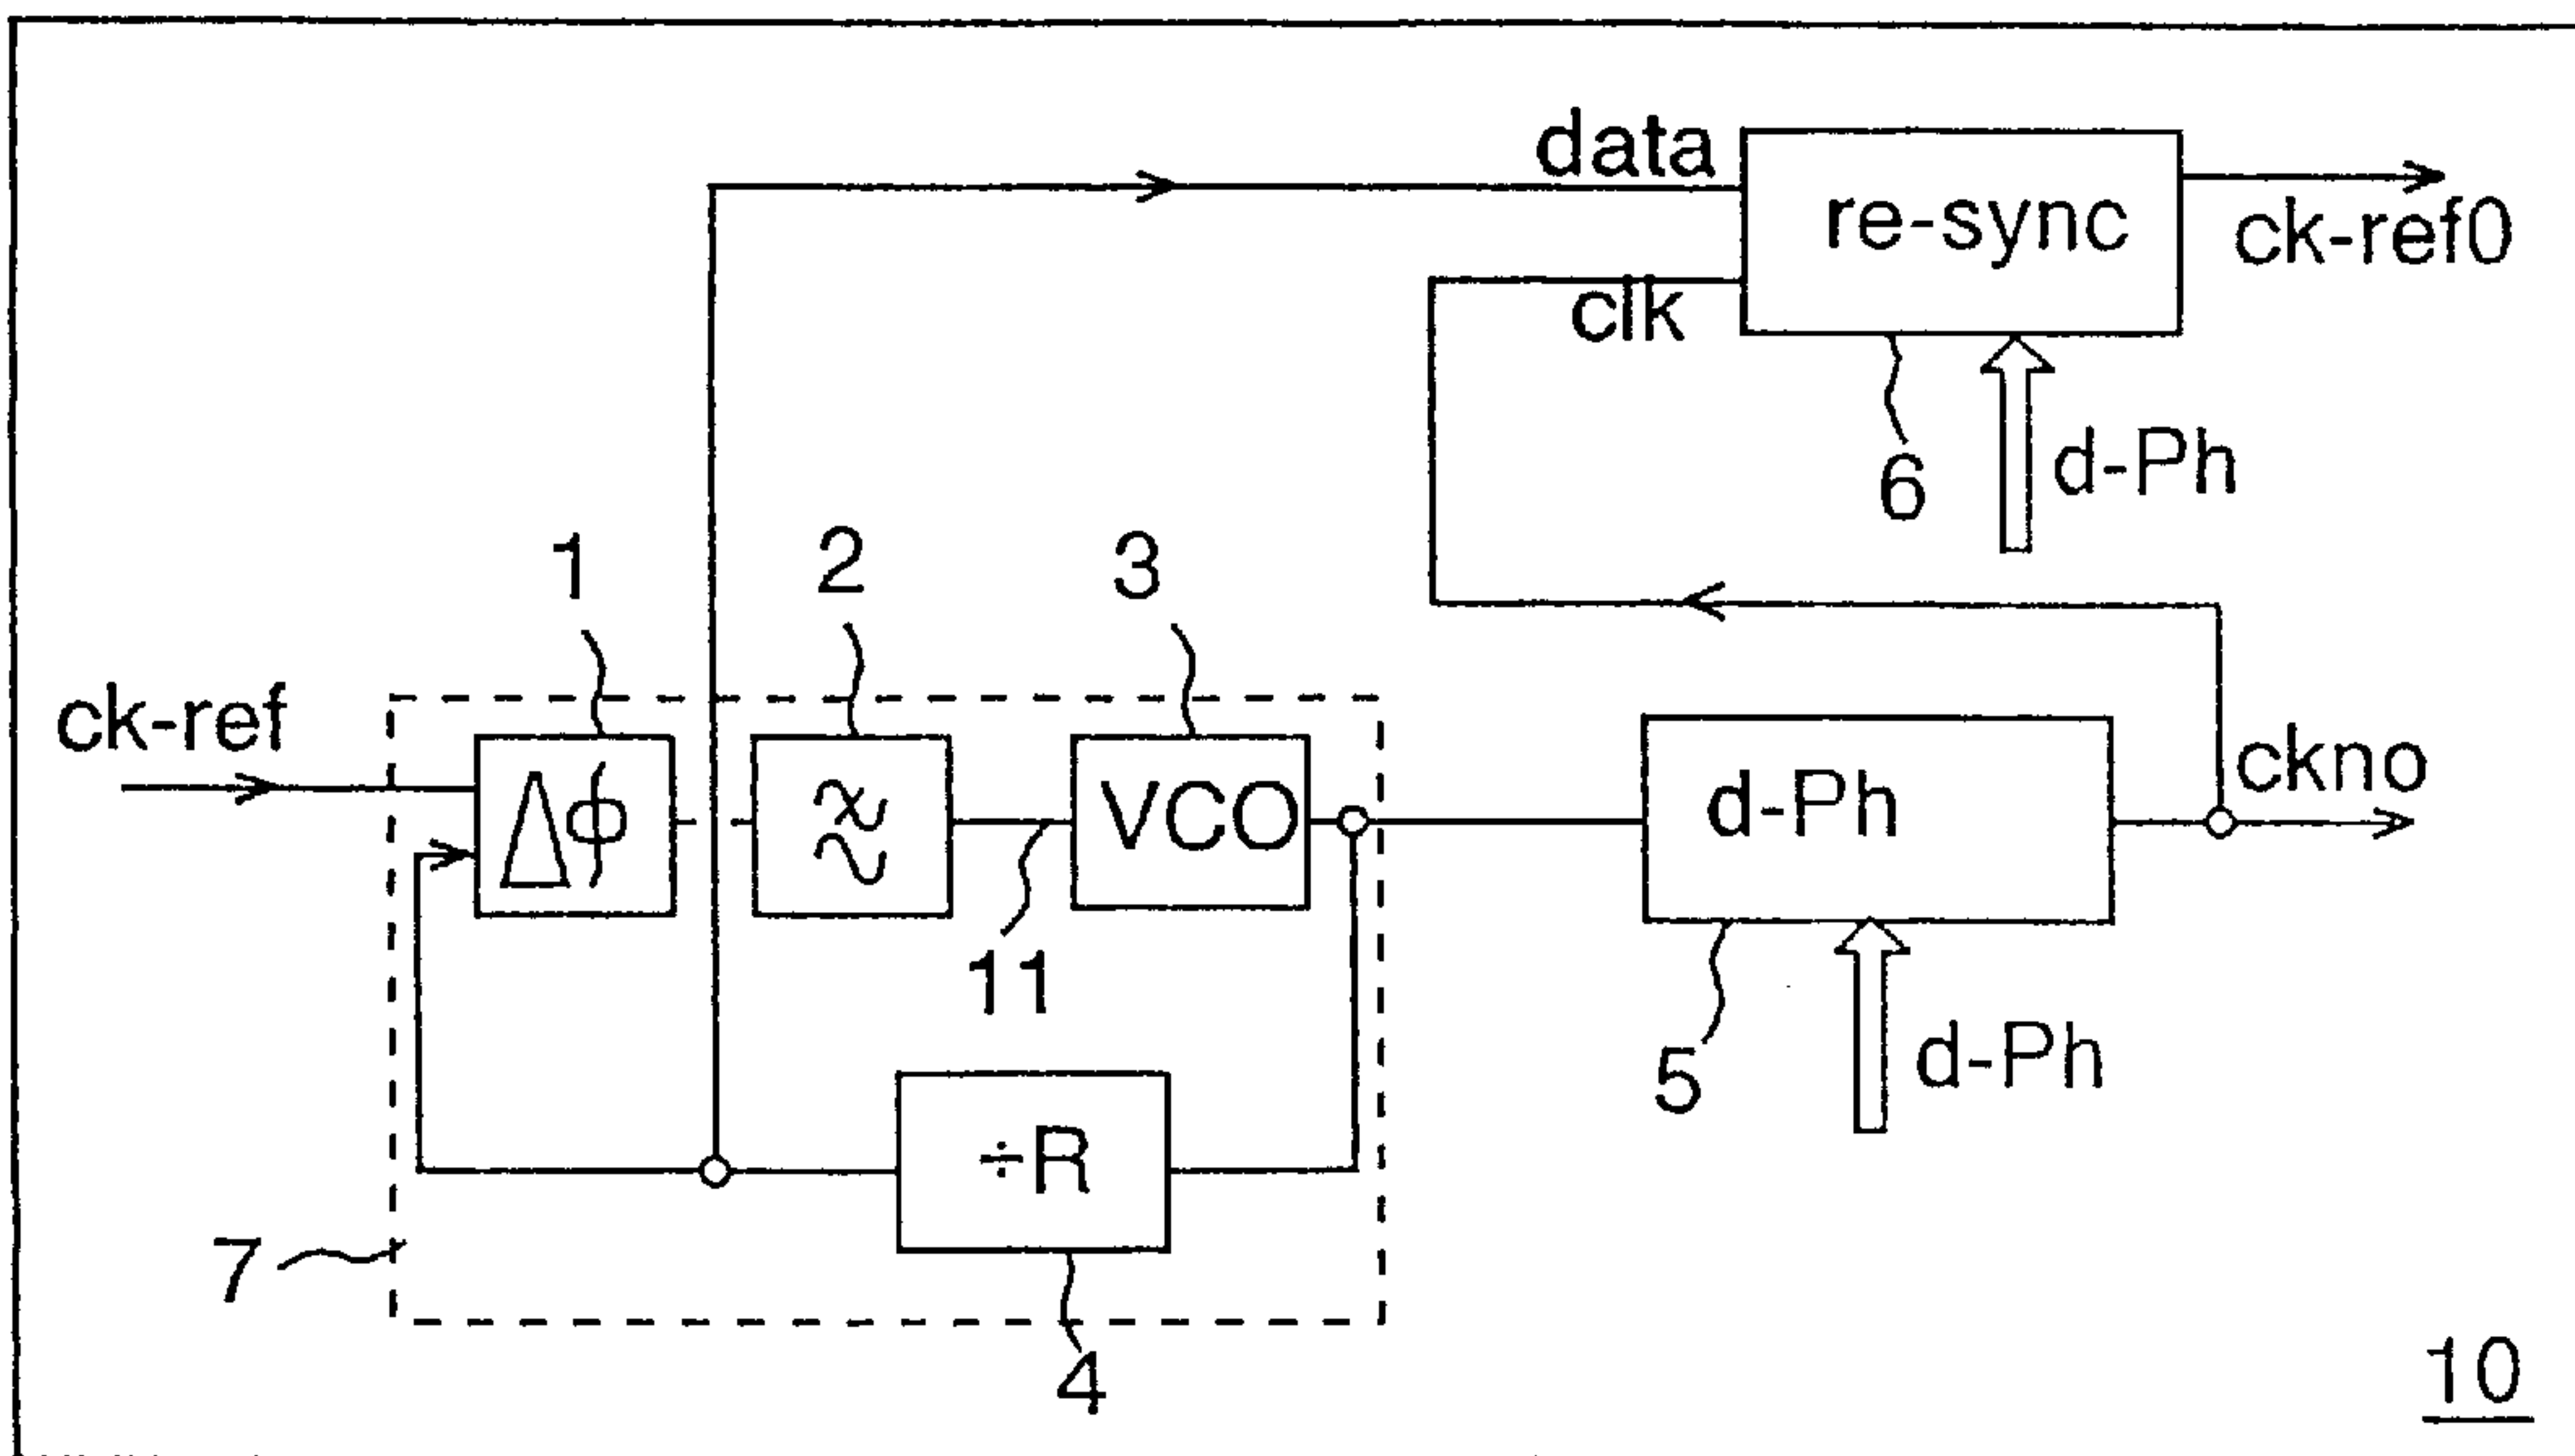 data
re-sync
ck-ref0
clk
6
d-Ph
1
2
3
ck-ref
Δϕ
VCO
d-Ph
ckno
11
5
d-Ph
÷R
7
4
10